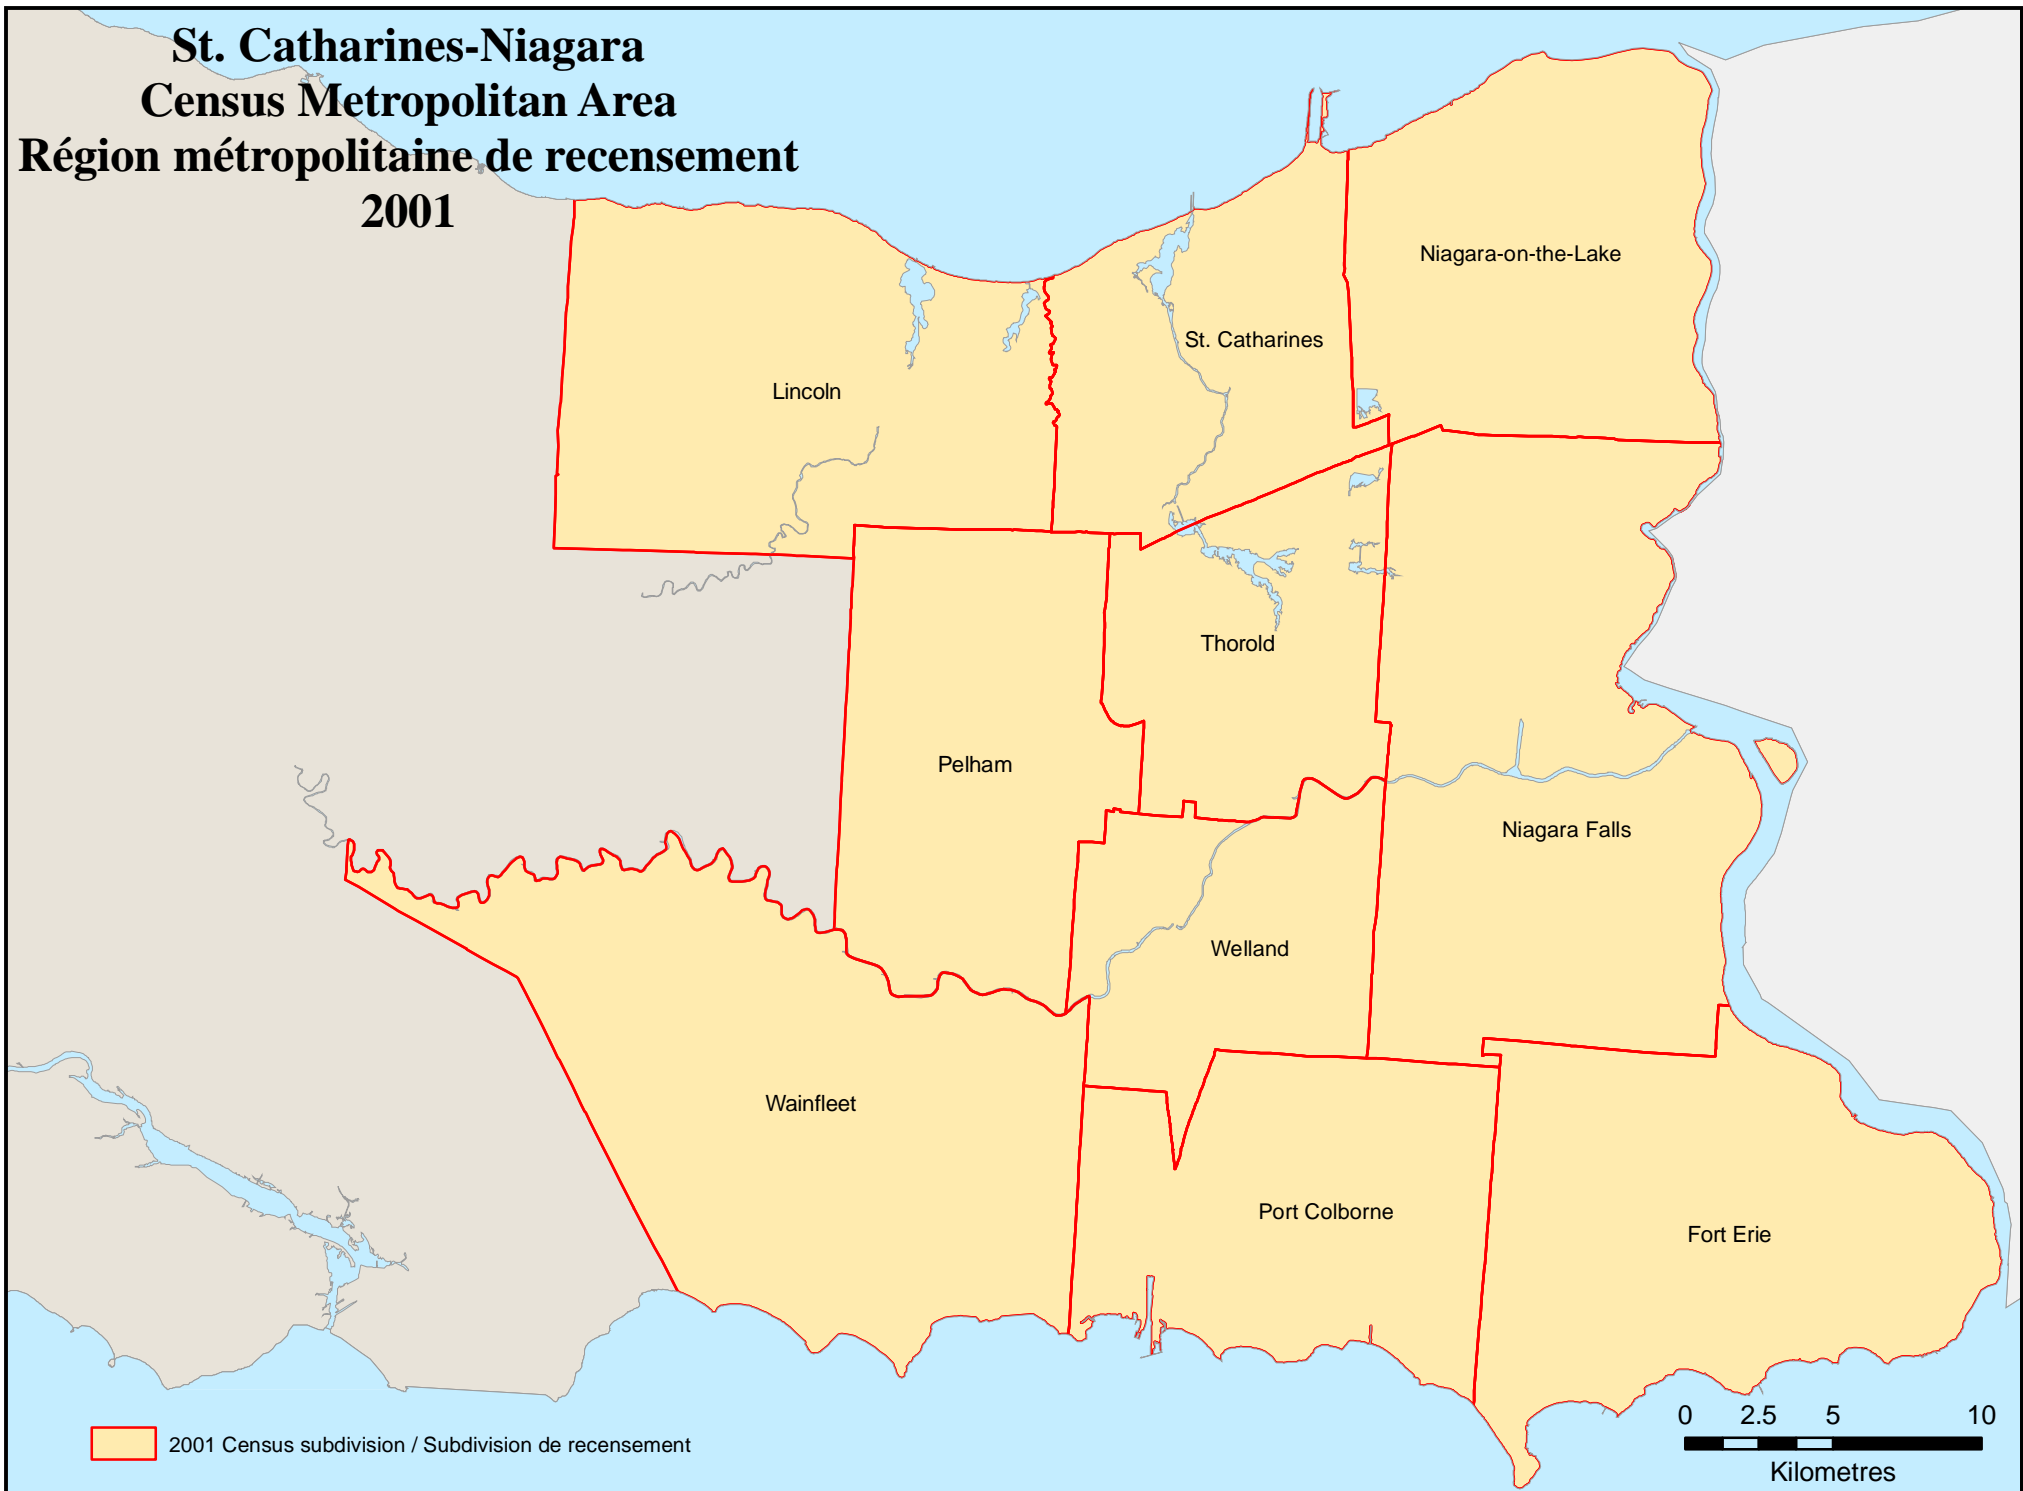 St. Catharines-Niagara
Census Metropolitan Area
Région métropolitaine de recensement
2001
Niagara-on-the-Lake
St. Catharines
Lincoln
Thorold
Pelham
Niagara Falls
Welland
Wainfleet
Port Colborne
Fort Erie
2001 Census subdivision / Subdivision de recensement
0 2.5 5 10
Kilometres